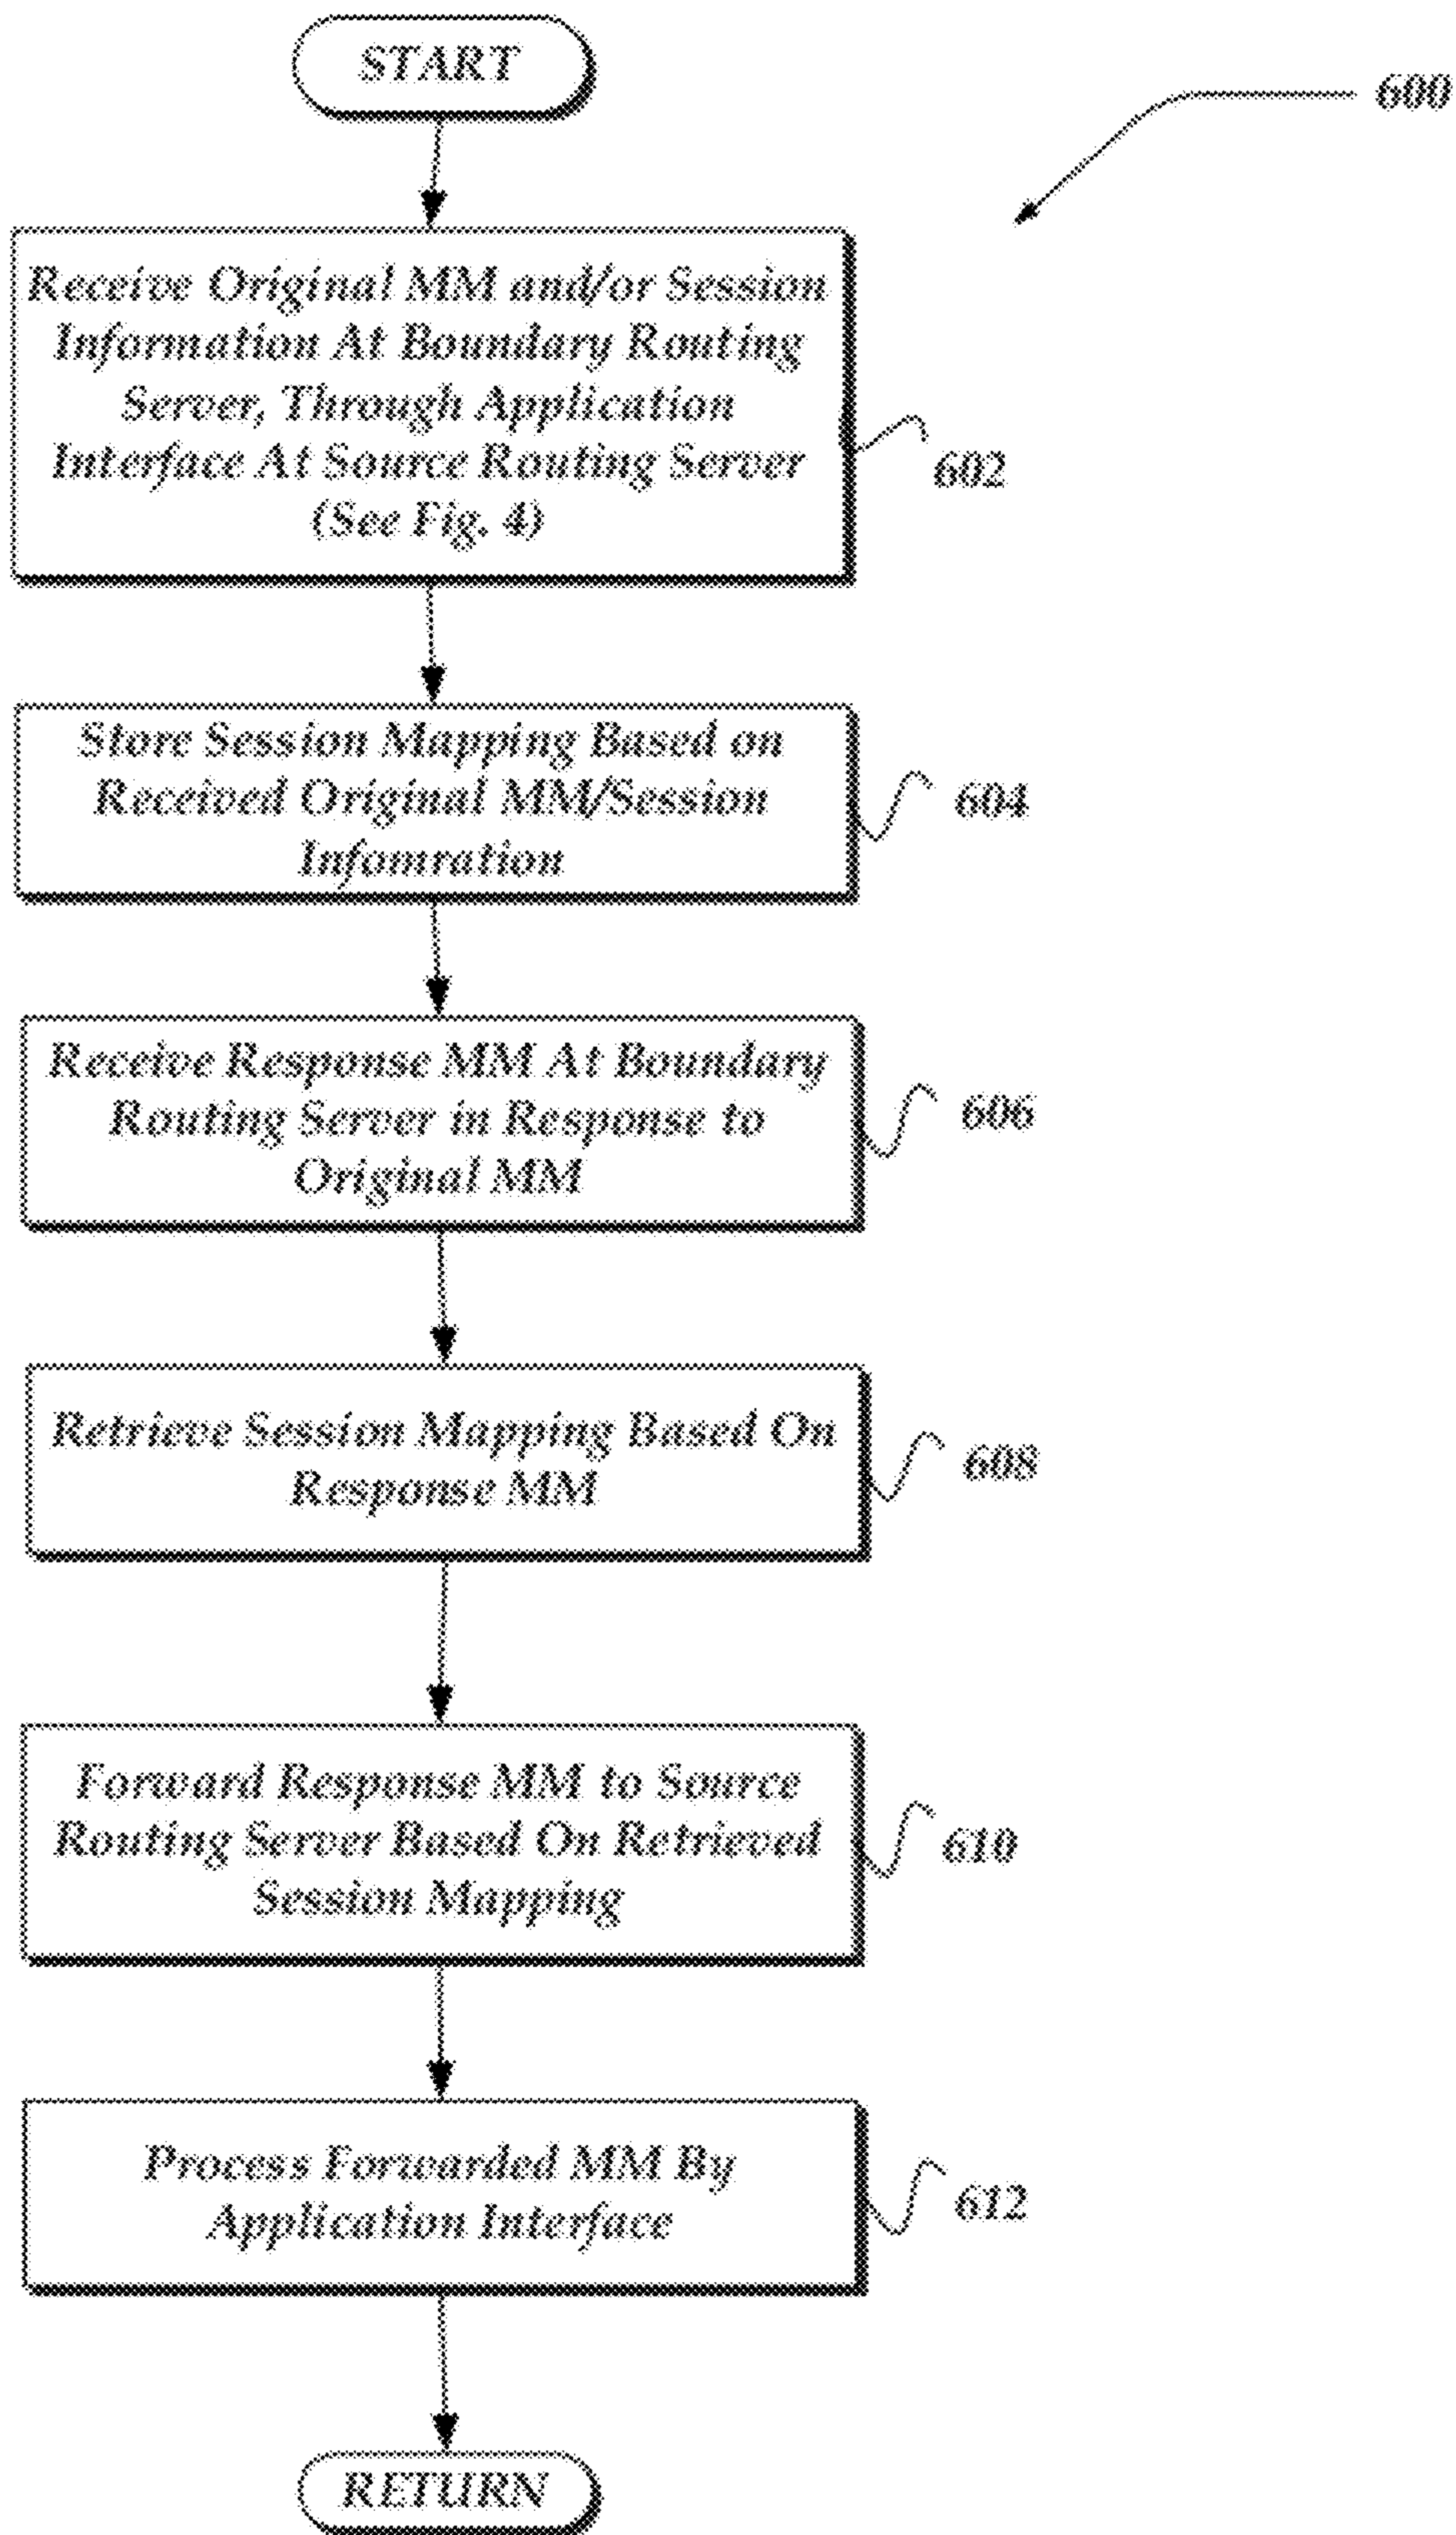 START
600
Receive Original MM and/or Session
Information At Boundary Routing
Server, Through Application
Interface At Source Routing Server
(See Fig. 4)
602
Store Session Mapping Based on
Received Original MM/Session
Infomration
604
Receive Response MM At Boundary
Routing Server in Response to
Original MM
606
Retrieve Session Mapping Based On
Response MM
608
Forward Response MM to Source
Routing Server Based On Retrieved
Session Mapping
610
Process Forwarded MM By
Application Interface
612
RETURN